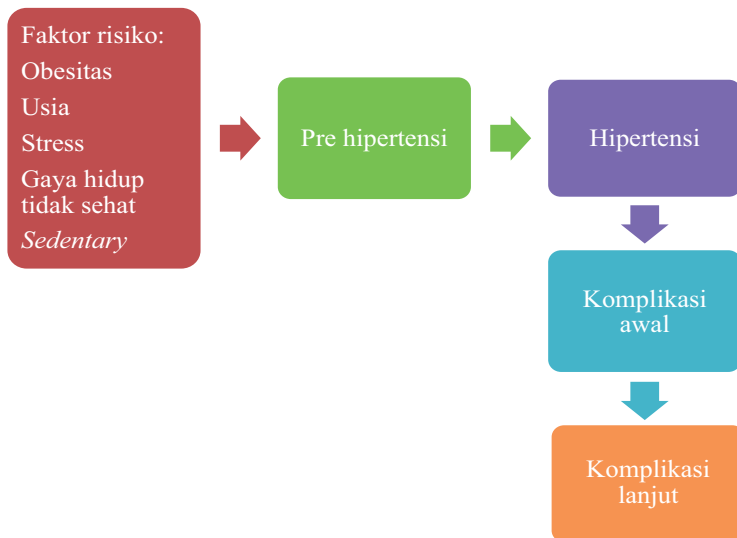 Faktor risiko:
Obesitas
Usia
Stress
Gaya hidup
tidak sehat
Sedentary
Pre hipertensi
Hipertensi
Komplikasi
awal
Komplikasi
lanjut